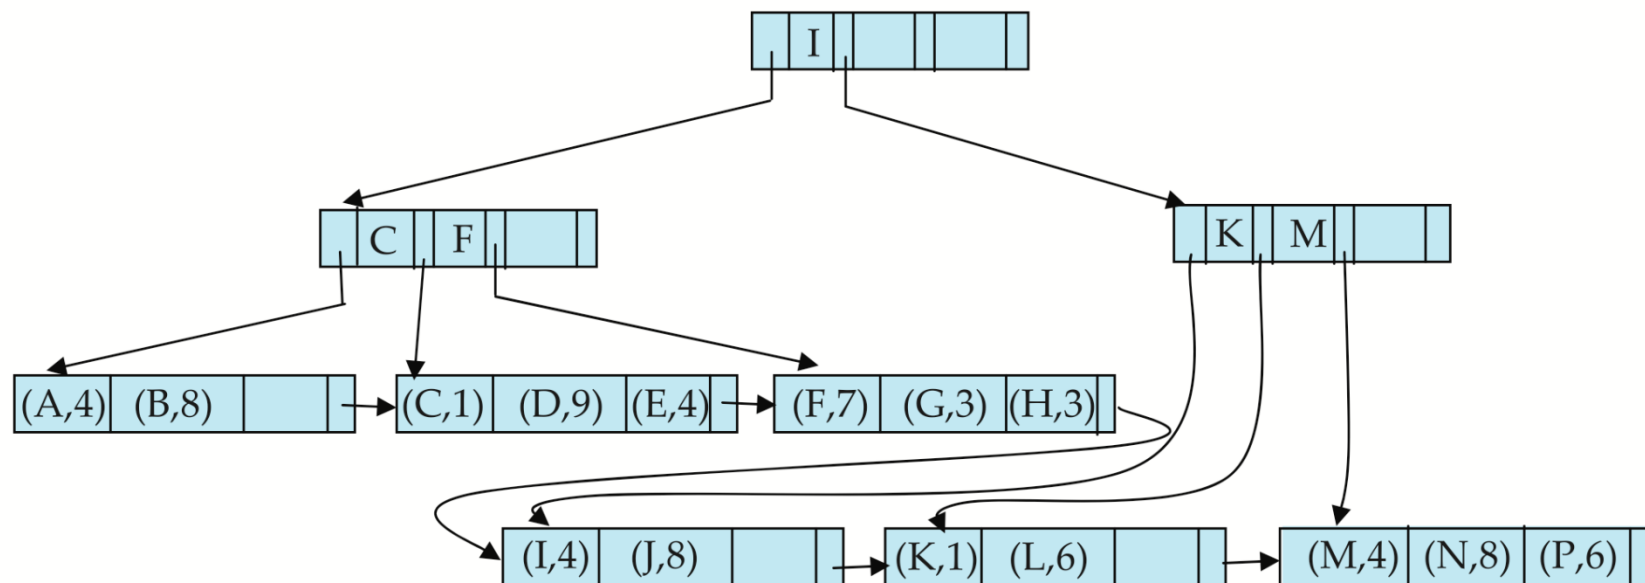 I
C F
K M
(A,4) (B,8) (C,1) (D,9) (E,4) (F,7) (G,3) (H,3)
(I,4) (J,8) (K,1) (L,6) (M,4) (N,8) (P,6)